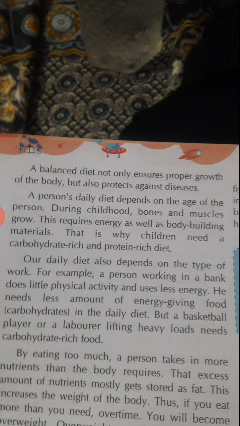 A balanced diet not only ensures proper growth
of the body, but also protects against diseases.
A person's daily diet depends on the age of the
person. During childhood, bones and muscles
grow. This requires energy as well as body-building
materials. That is why children need a
carbohydrate-rich and protein-rich diet.
Our daily diet also depends on the type of
work. For example, a person working in a bank
does little physical activity and uses less energy. He
needs less amount of energy-giving food
(carbohydrates) in the daily diet. But a basketball
player or a labourer lifting heavy loads needs
carbohydrate-rich food.
By eating too much, a person takes in more
nutrients than the body requires. That excess
amount of nutrients mostly gets stored as fat. This
increases the weight of the body. Thus, if you eat
more than you need, overtime. You will become
overweight.